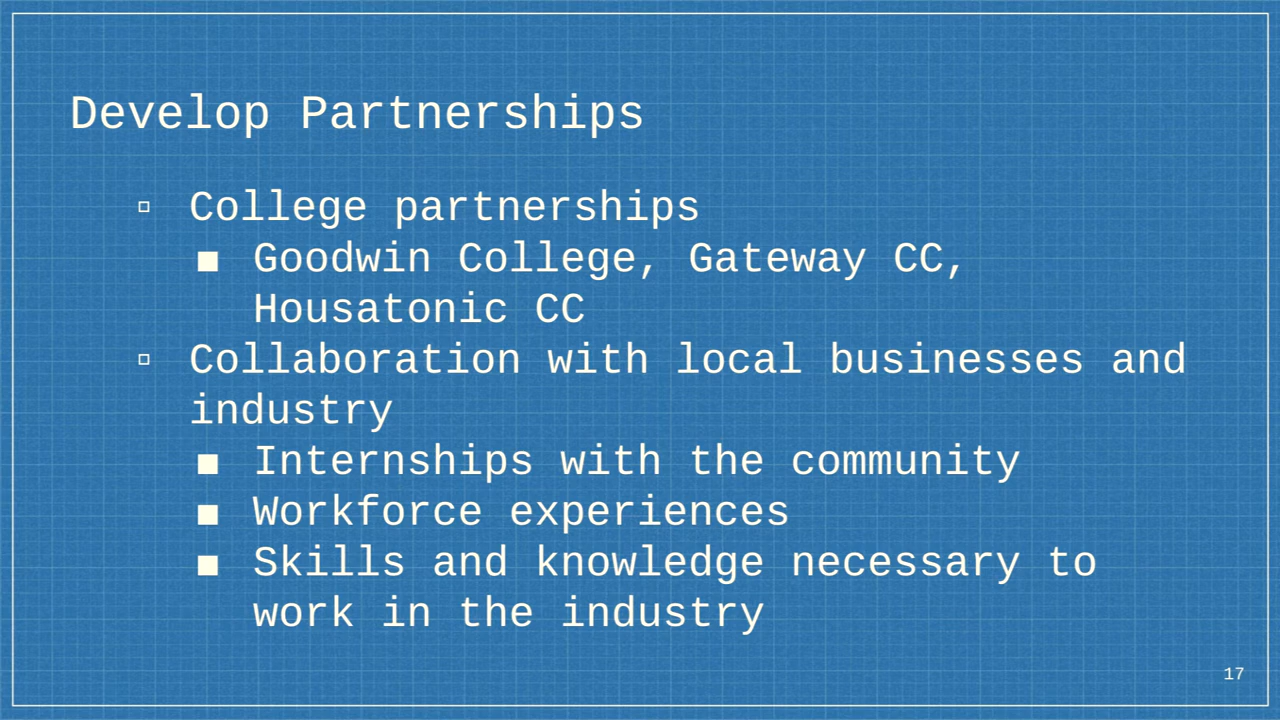 Develop Partnerships
▫ College partnerships
■ Goodwin College, Gateway CC,
Housatonic CC
▫ Collaboration with local businesses and
industry
■ Internships with the community
■ Workforce experiences
■ Skills and knowledge necessary to
work in the industry
17